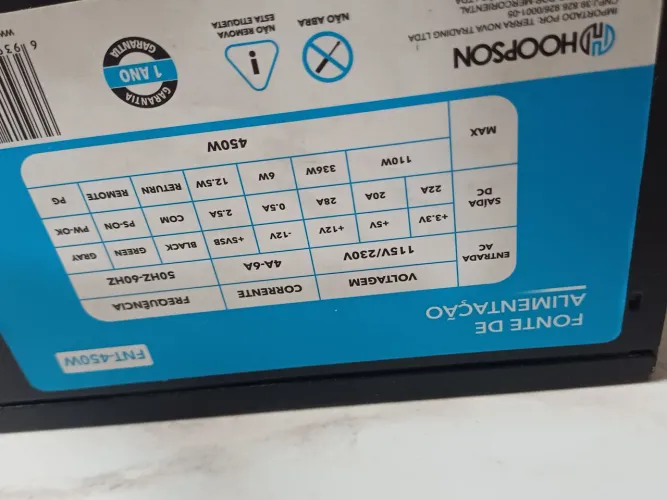 FONTE DE
ALIMENTAÇÃO
FNT-450W
VOLTAGEM CORRENTE FREQUÊNCIA
ENTRADA AC 115V/230V 4A-6A 50HZ-60HZ
SAÍDA DC +3.3V +5V +12V -12V +5VSB BLACK GREEN GRAY
22A 20A 28A 0.5A 2.5A COM PS-ON PW-OK
MAX 110W 336W 6W 12.5W RETURN REMOTE PG
450W
HOOPSON
IMPORTADO POR: TERRA NOVA TRADING LTDA
NÃO ABRA
NÃO REMOVA
ESTA ETIQUETA
GARANTIA
1 ANO
GARANTIA